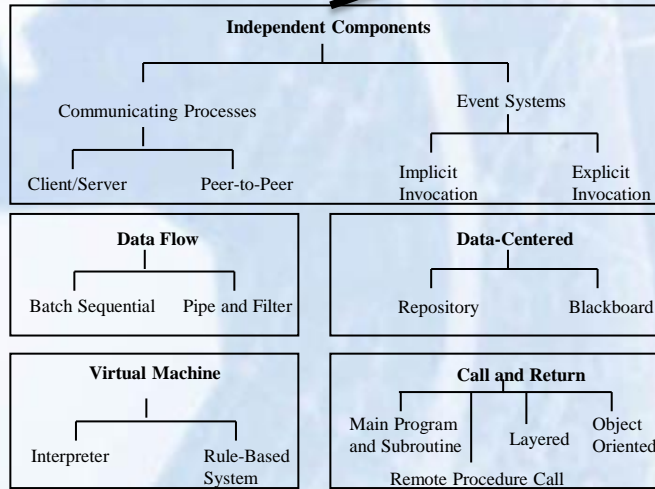 Independent Components
Communicating Processes
Event Systems
Client/Server
Peer-to-Peer
Implicit
Invocation
Explicit
Invocation
Data Flow
Batch Sequential
Pipe and Filter
Data-Centered
Repository
Blackboard
Virtual Machine
Interpreter
Rule-Based
System
Call and Return
Main Program
and Subroutine
Remote Procedure Call
Layered
Object
Oriented